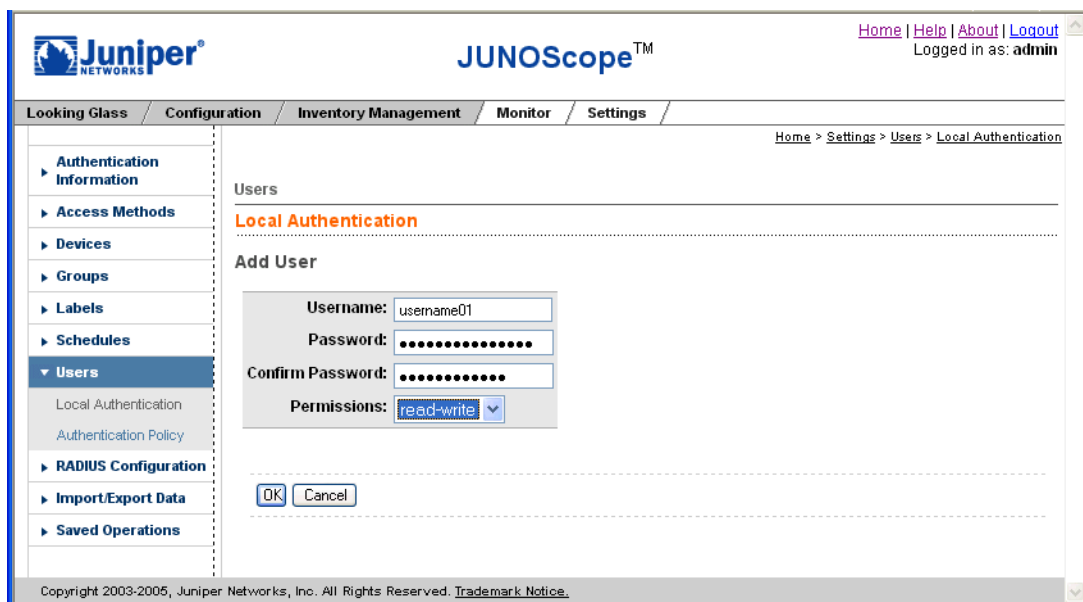 Juniper®
NETWORKS
JUNOScope™
Home | Help | About | Logout
Logged in as: admin
Looking Glass / Configuration / Inventory Management / Monitor / Settings /
Home > Settings > Users > Local Authentication
Authentication
Information
Access Methods
Devices
Groups
Labels
Schedules
Users
Local Authentication
Authentication Policy
RADIUS Configuration
Import/Export Data
Saved Operations
Users
Local Authentication
Add User
Username: username01
Password: •••••••••••••••
Confirm Password: ••••••••••••
Permissions: read-write
OK Cancel
Copyright 2003-2005, Juniper Networks, Inc. All Rights Reserved. Trademark Notice.